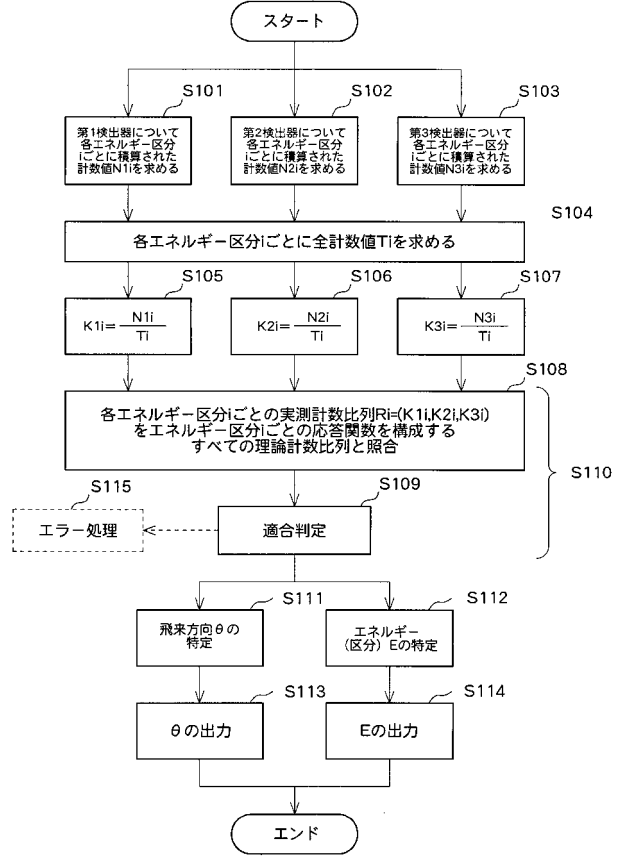 スタート
S101
S102
S103
第1検出器について
各エネルギー区分
iごとに積算された
計数値N1iを求める
第2検出器について
各エネルギー区分
iごとに積算された
計数値N2iを求める
第3検出器について
各エネルギー区分
iごとに積算された
計数値N3iを求める
S104
各エネルギー区分iごとに全計数値Tiを求める
S105
S106
S107
K1i=N1i/Ti
K2i=N2i/Ti
K3i=N3i/Ti
S108
各エネルギー区分iごとの実測計数比列Ri=(K1i,K2i,K3i)
をエネルギー区分iごとの応答関数を構成する
すべての理論計数比列と照合
S110
S115
S109
エラー処理
適合判定
S111
S112
飛来方向θの
特定
エネルギー
(区分) Eの特定
S113
S114
θの出力
Eの出力
エンド